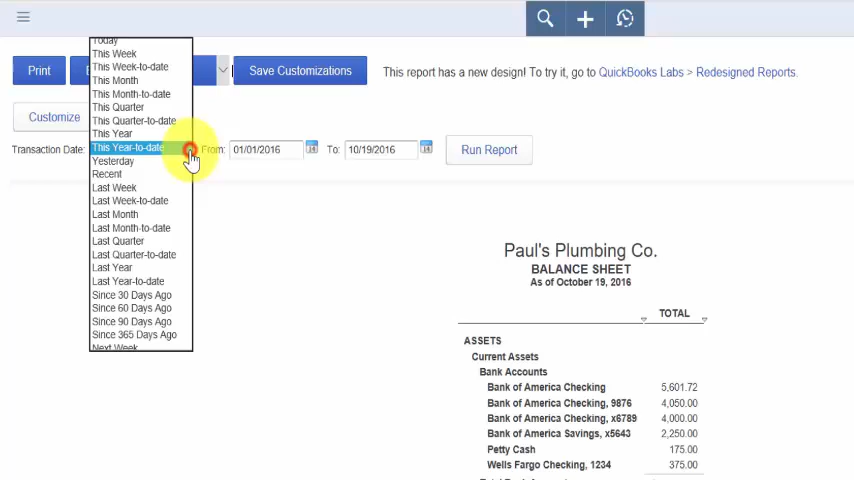 Today
This Week
This Week-to-date
Print
Save Customizations
This report has a new design! To try it, go to QuickBooks Labs > Redesigned Reports.
This Month
This Month-to-date
This Quarter
Customize
This Quarter-to-date
This Year
Transaction Date:
This Year-to-date
From:
01/01/2016
To:
10/19/2016
Run Report
Yesterday
Recent
Last Week
Last Week-to-date
Last Month
Last Month-to-date
Last Quarter
Last Quarter-to-date
Last Year
Last Year-to-date
Since 30 Days Ago
Since 60 Days Ago
Since 90 Days Ago
Since 365 Days Ago
Next Week
Paul's Plumbing Co.
BALANCE SHEET
As of October 19, 2016
TOTAL
ASSETS
Current Assets
Bank Accounts
Bank of America Checking 5,601.72
Bank of America Checking, 9876 4,050.00
Bank of America Checking, x6789 4,000.00
Bank of America Savings, x5643 2,250.00
Petty Cash 175.00
Wells Fargo Checking, 1234 375.00